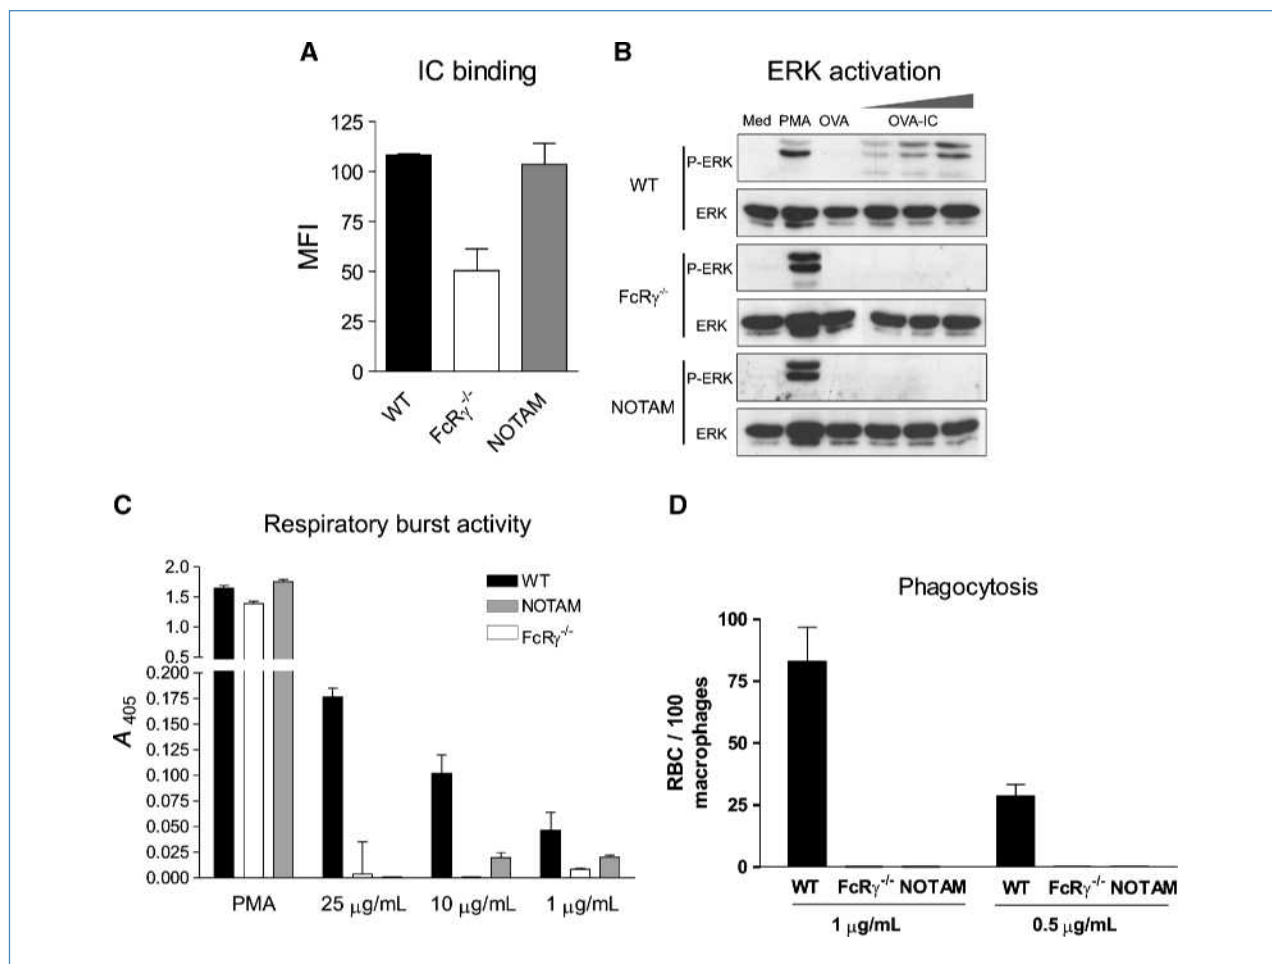 A
IC binding
MFI
125
100
75
50
25
0
WT
FcRγ-/-
NOTAM
B
ERK activation
Med PMA OVA OVA-IC
WT
P-ERK
ERK
FcRγ-/-
P-ERK
ERK
NOTAM
P-ERK
ERK
C
Respiratory burst activity
A 405
2.0
1.5
1.0
0.5
0.200
0.175
0.150
0.125
0.100
0.075
0.050
0.025
0.000
WT
NOTAM
FcRγ-/-
PMA 25 μg/mL 10 μg/mL 1 μg/mL
D
Phagocytosis
RBC / 100
macrophages
100
75
50
25
0
WT FcRγ-/- NOTAM WT FcRγ-/- NOTAM
1 μg/mL 0.5 μg/mL